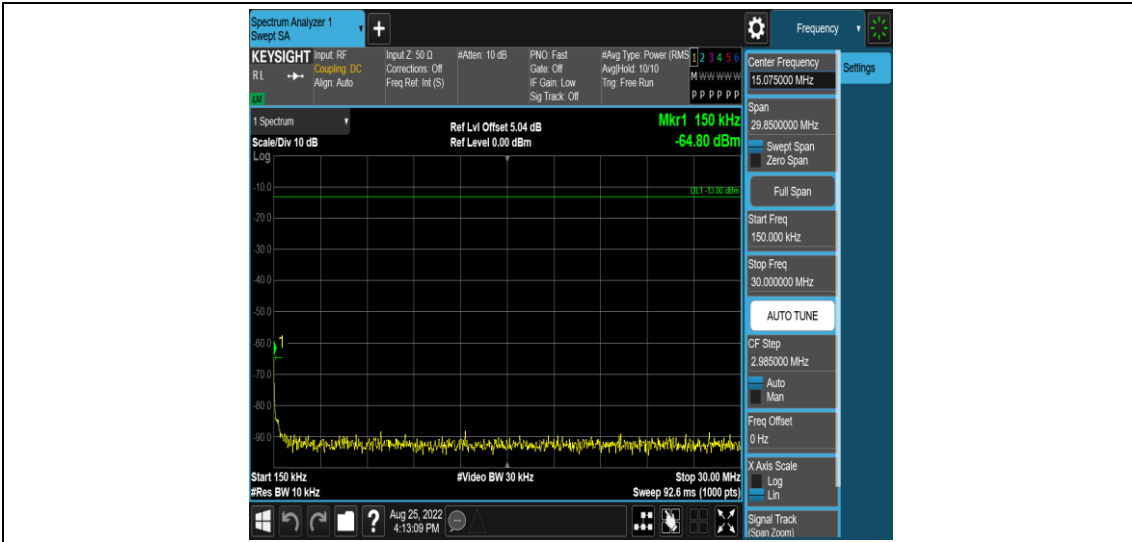 Spectrum Analyzer 1
Swept SA
+
Frequency
KEYSIGHT
R L
LNI
Input: RF
Coupling: DC
Align: Auto
Input Z: 50 Ω
Corrections: Off
Freq Ref: Int (S)
#Atten: 10 dB
PNO: Fast
Gate: Off
IF Gain: Low
Sig Track: Off
#Avg Type: Power (RMS
Avg|Hold: 10/10
Trig: Free Run
1 2 3 4 5 6
M W W W W W
P P P P P P
1 Spectrum
Scale/Div 10 dB
Log
Ref Lvl Offset 5.04 dB
Ref Level 0.00 dBm
Mkr1 150 kHz
-64.80 dBm
DL1 -13.00 dBm
-10.0
-20.0
-30.0
-40.0
-50.0
-60.0
1
-70.0
-80.0
-90.0
Start 150 kHz
#Res BW 10 kHz
#Video BW 30 kHz
Stop 30.00 MHz
Sweep 92.6 ms (1000 pts)
Center Frequency
15.075000 MHz
Settings
Span
29.8500000 MHz
Swept Span
Zero Span
Full Span
Start Freq
150.000 kHz
Stop Freq
30.000000 MHz
AUTO TUNE
CF Step
2.985000 MHz
Auto
Man
Freq Offset
0 Hz
X Axis Scale
Log
Lin
Signal Track
(Span Zoom)
?
Aug 25, 2022
4:13:09 PM